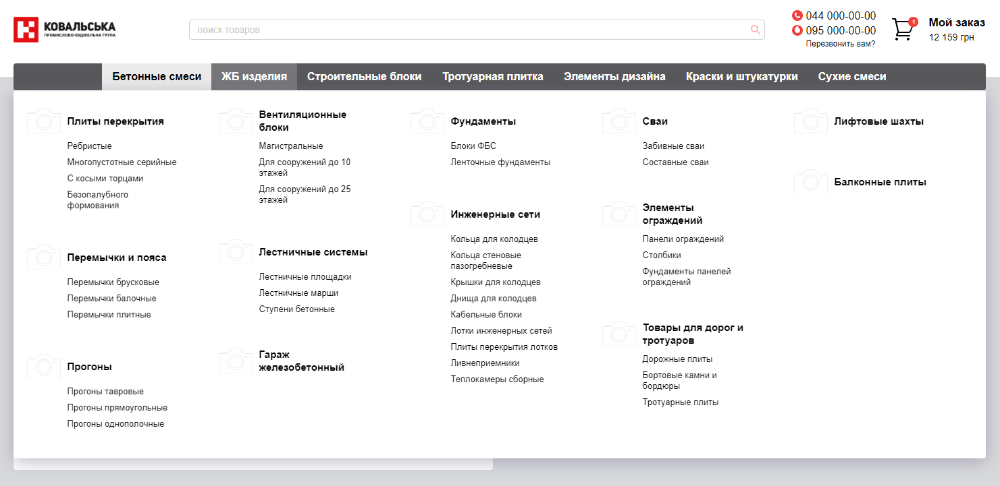 КОВАЛЬСЬКА
ПРОМИСЛОВО-БУДІВЕЛЬНА ГРУПА
поиск товаров
044 000-00-00
095 000-00-00
Перезвонить вам?
1
Мой заказ
12 159 грн
Бетонные смеси
ЖБ изделия
Строительные блоки
Тротуарная плитка
Элементы дизайна
Краски и штукатурки
Сухие смеси
Плиты перекрытия
Ребристые
Многопустотные серийные
С косыми торцами
Безопалубного
формования
Перемычки и пояса
Перемычки брусковые
Перемычки балочные
Перемычки плитные
Прогоны
Прогоны тавровые
Прогоны прямоугольные
Прогоны однополочные
Вентиляционные
блоки
Магистральные
Для сооружений до 10
этажей
Для сооружений до 25
этажей
Лестничные системы
Лестничные площадки
Лестничные марши
Ступени бетонные
Гараж
железобетонный
Фундаменты
Блоки ФБС
Ленточные фундаменты
Инженерные сети
Кольца для колодцев
Кольца стеновые
пазогребневые
Крышки для колодцев
Днища для колодцев
Кабельные блоки
Лотки инженерных сетей
Плиты перекрытия лотков
Ливнеприемники
Теплокамеры сборные
Сваи
Забивные сваи
Составные сваи
Элементы
ограждений
Панели ограждений
Столбики
Фундаменты панелей
ограждений
Товары для дорог и
тротуаров
Дорожные плиты
Бортовые камни и
бордюры
Тротуарные плиты
Лифтовые шахты
Балконные плиты